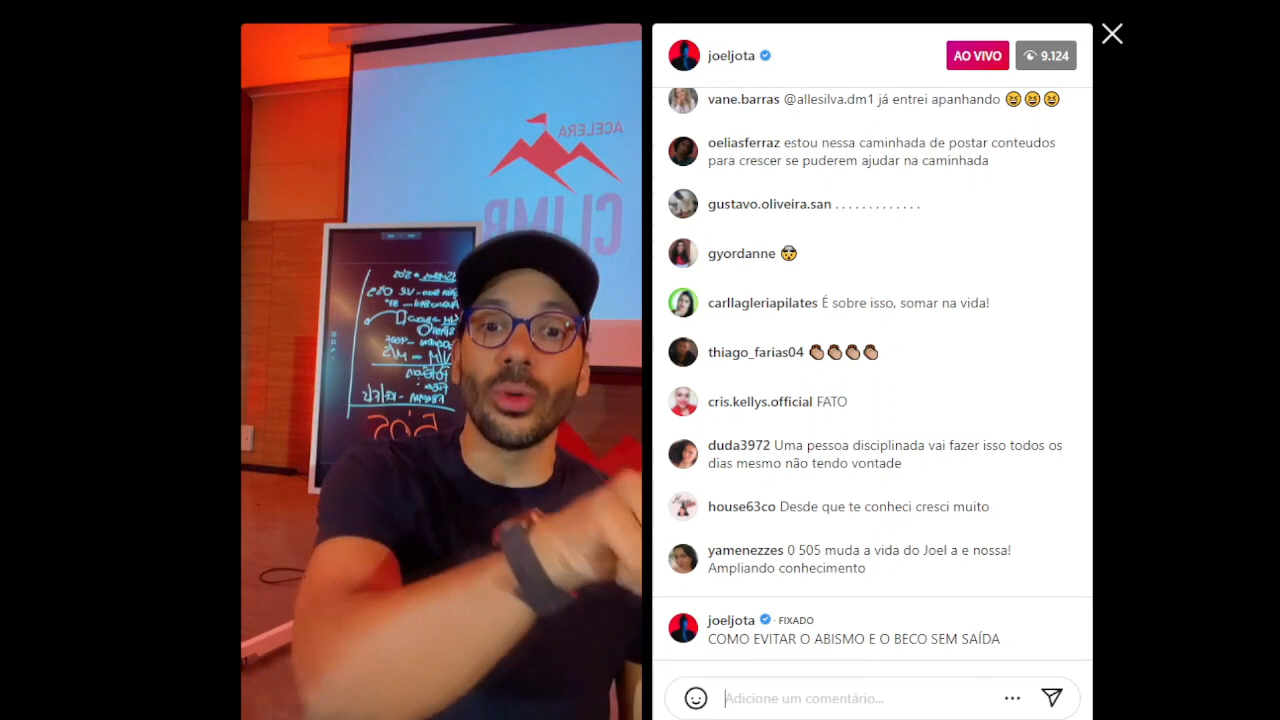 joeljota
AO VIVO
9.124
vane.barras @allesilva.dm1 já entrei apanhando 😆😆😆
oeliasferraz estou nessa caminhada de postar conteudos
para crescer se puderem ajudar na caminhada
gustavo.oliveira.san . . . . . . . . . . . . .
gyordanne 🤯
carllagleriapilates É sobre isso, somar na vida!
thiago_farias04 👏🏼👏🏼👏🏼👏🏼
cris.kellys.official FATO
duda3972 Uma pessoa disciplinada vai fazer isso todos os
dias mesmo não tendo vontade
house63co Desde que te conheci cresci muito
yamenezzes 0 505 muda a vida do Joel a e nossa!
Ampliando conhecimento
joeljota · FIXADO
COMO EVITAR O ABISMO E O BECO SEM SAÍDA
Adicione um comentário...
ACELERA
CLIMB
505